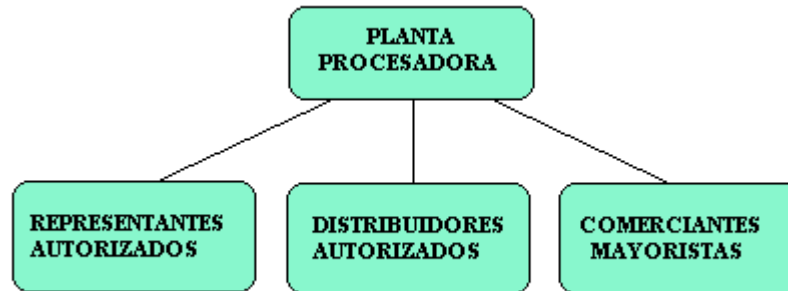 PLANTA
PROCESADORA
REPRESENTANTES
AUTORIZADOS
DISTRIBUIDORES
AUTORIZADOS
COMERCIANTES
MAYORISTAS